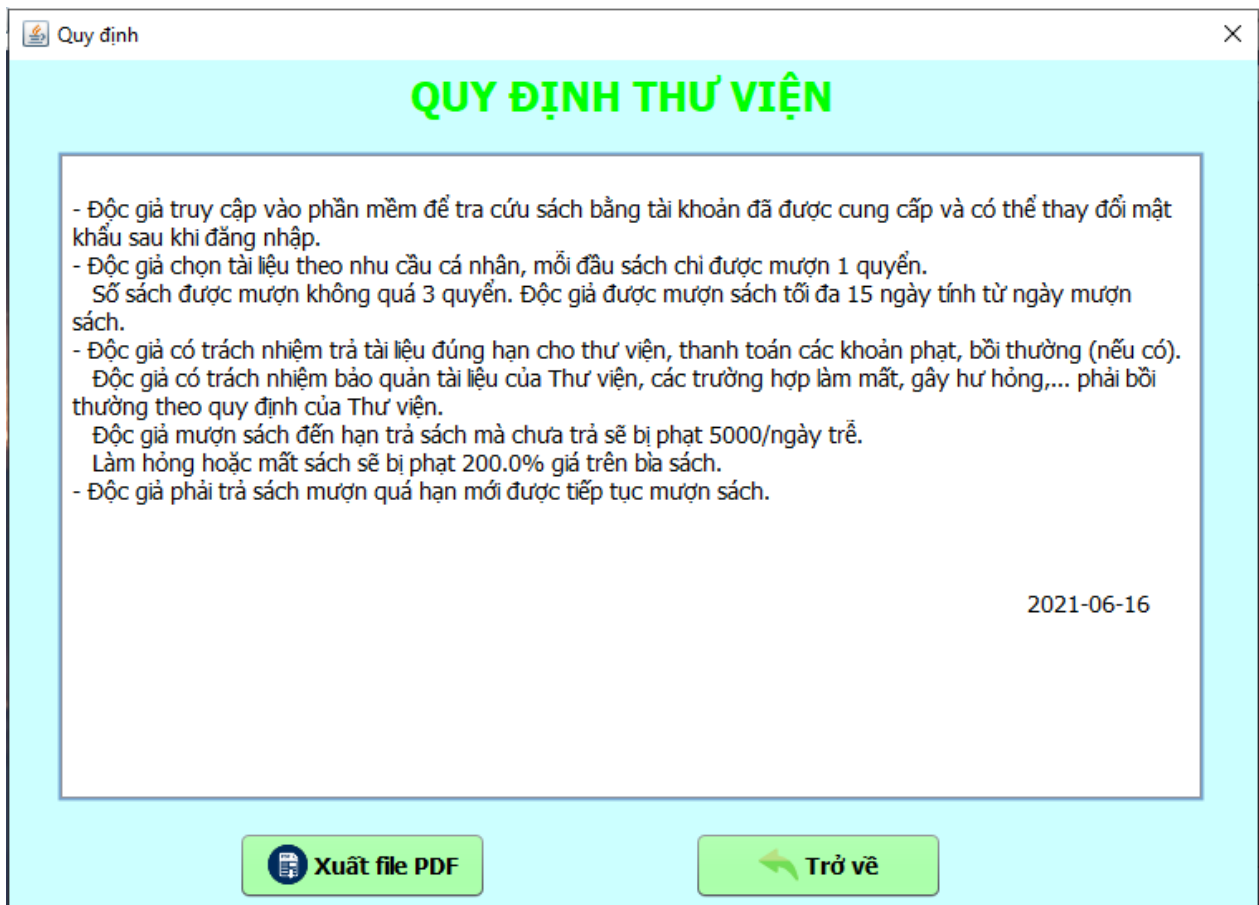 Quy định
QUY ĐỊNH THƯ VIỆN
- Độc giả truy cập vào phần mềm để tra cứu sách bằng tài khoản đã được cung cấp và có thể thay đổi mật
khẩu sau khi đăng nhập.
- Độc giả chọn tài liệu theo nhu cầu cá nhân, mỗi đầu sách chỉ được mượn 1 quyển.
Số sách được mượn không quá 3 quyển. Độc giả được mượn sách tối đa 15 ngày tính từ ngày mượn
sách.
- Độc giả có trách nhiệm trả tài liệu đúng hạn cho thư viện, thanh toán các khoản phạt, bồi thường (nếu có).
Độc giả có trách nhiệm bảo quản tài liệu của Thư viện, các trường hợp làm mất, gây hư hỏng,... phải bồi
thường theo quy định của Thư viện.
Độc giả mượn sách đến hạn trả sách mà chưa trả sẽ bị phạt 5000/ngày trễ.
Làm hỏng hoặc mất sách sẽ bị phạt 200.0% giá trên bìa sách.
- Độc giả phải trả sách mượn quá hạn mới được tiếp tục mượn sách.
2021-06-16
Xuất file PDF
Trở về